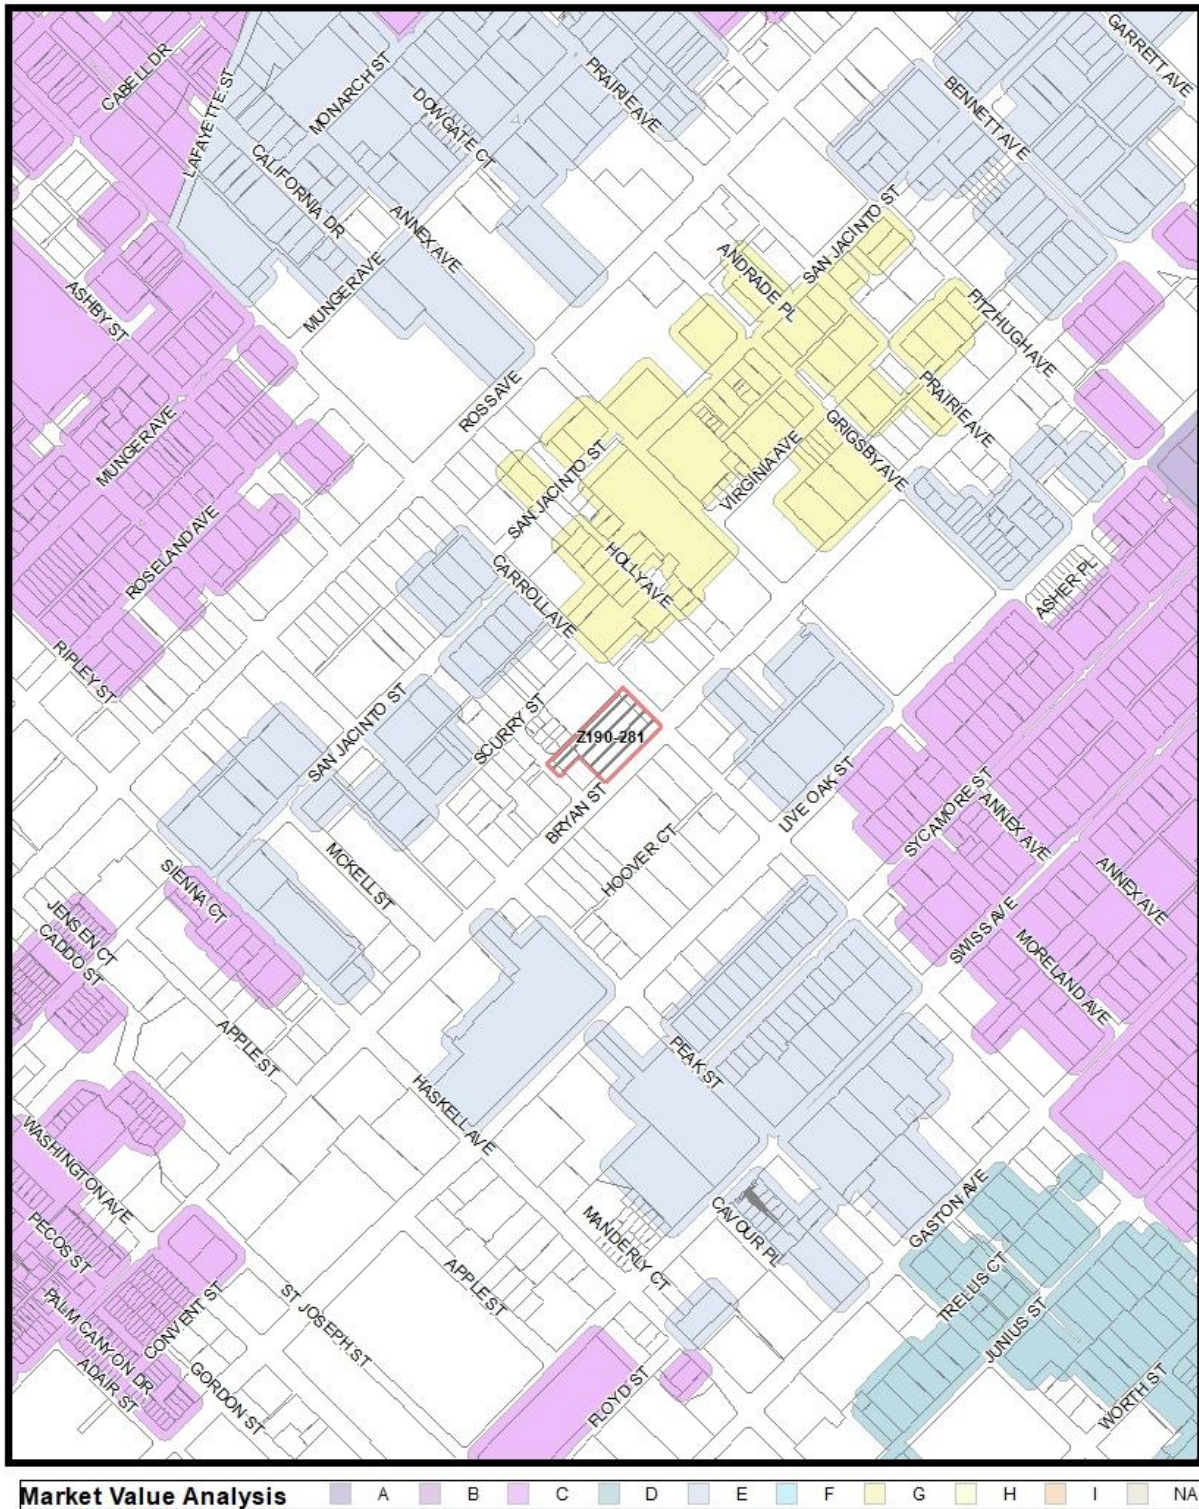 GARRETT AVE
CABELL DR
MONARCH ST
PRAIRIE AVE
LAFAYETTE ST
DOWGATE CT
BENNETT AVE
CALIFORNIA DR
ANNEX AVE
SAN JACINTO ST
ANDRADE PL
MUNGER AVE
ASHBY ST
FITZHUGH AVE
ROSS AVE
PRAIRIE AVE
MUNGER AVE
GRIGSBY AVE
VIRGINIA AVE
SAN JACINTO ST
ROSELAND AVE
HOLLY AVE
CARROLL AVE
ASHER PL
RIPLEY ST
SAN JACINTO ST
SCURRY ST
Z190-281
LIVE OAK ST
BRYAN ST
SYCAMORE ST
ANNEX AVE
HOOVER CT
MCKELL ST
SIENNA CT
ANNEX AVE
SWISS AVE
JENSEN CT
CADDO ST
MORELAND AVE
APPLE ST
PEAK ST
HASKELL AVE
WASHINGTON AVE
GASTON AVE
CAVOUR PL
MANDERLY CT
PECOS ST
APPLE ST
TRELLIS CT
CONVENT ST
ST JOSEPH ST
JUNIUS ST
PALM CANYON DR
ADAIR ST
GORDON ST
FLOYD ST
WORTH ST
Market Value Analysis A B C D E F G H I NA